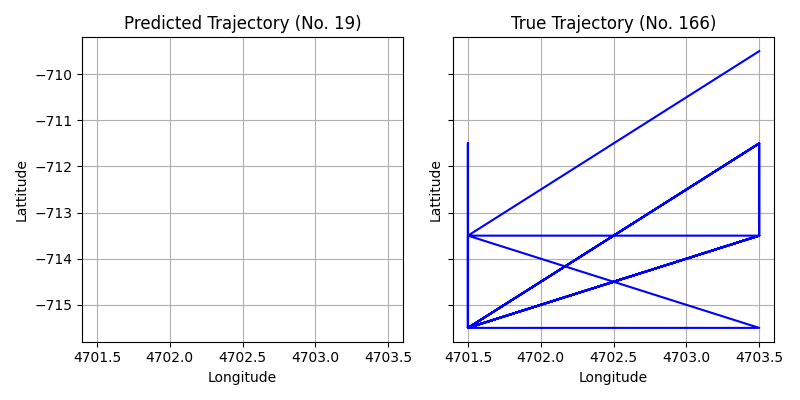 Predicted Trajectory (No. 19)
Lattitude
−710
−711
−712
−713
−714
−715
4701.5 4702.0 4702.5 4703.0 4703.5
Longitude
True Trajectory (No. 166)
Lattitude
4701.5 4702.0 4702.5 4703.0 4703.5
Longitude